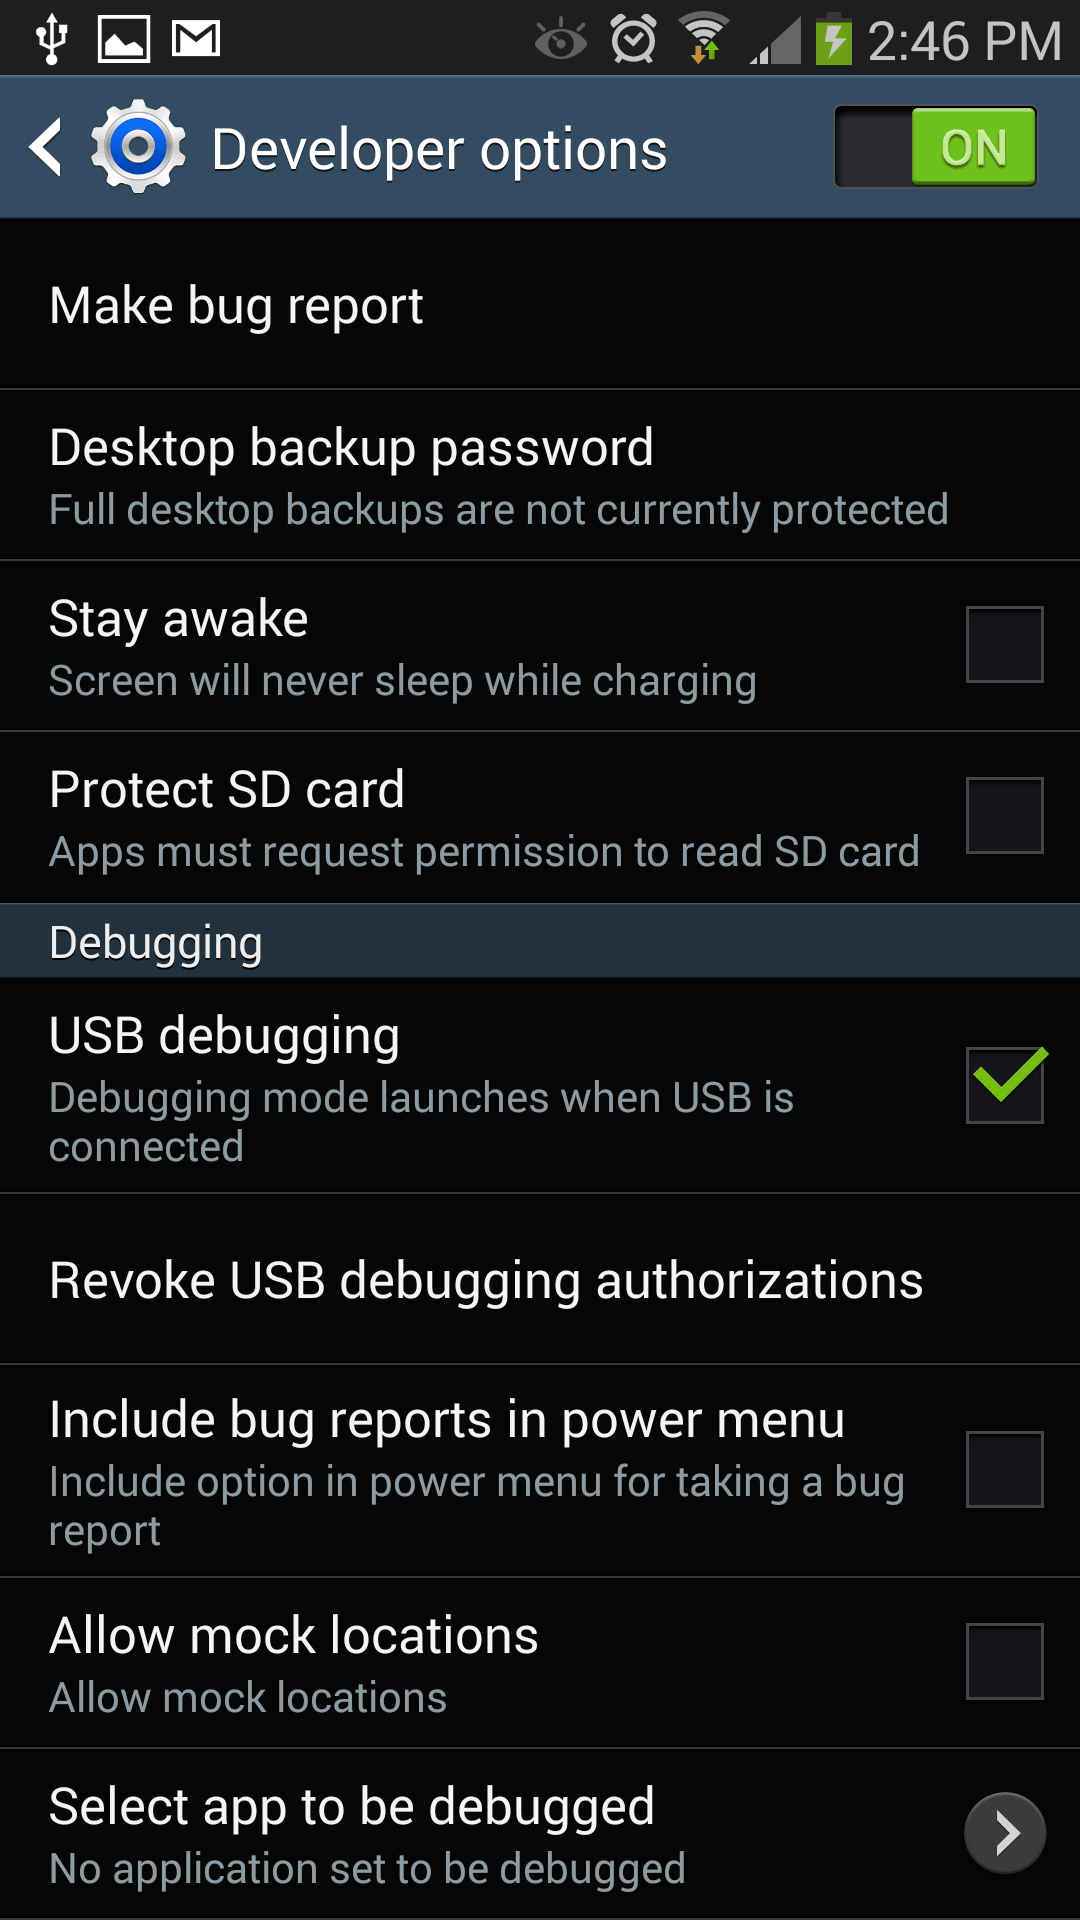 2:46 PM
Developer options
ON
Make bug report
Desktop backup password
Full desktop backups are not currently protected
Stay awake
Screen will never sleep while charging
Protect SD card
Apps must request permission to read SD card
Debugging
USB debugging
Debugging mode launches when USB is
connected
Revoke USB debugging authorizations
Include bug reports in power menu
Include option in power menu for taking a bug
report
Allow mock locations
Allow mock locations
Select app to be debugged
No application set to be debugged